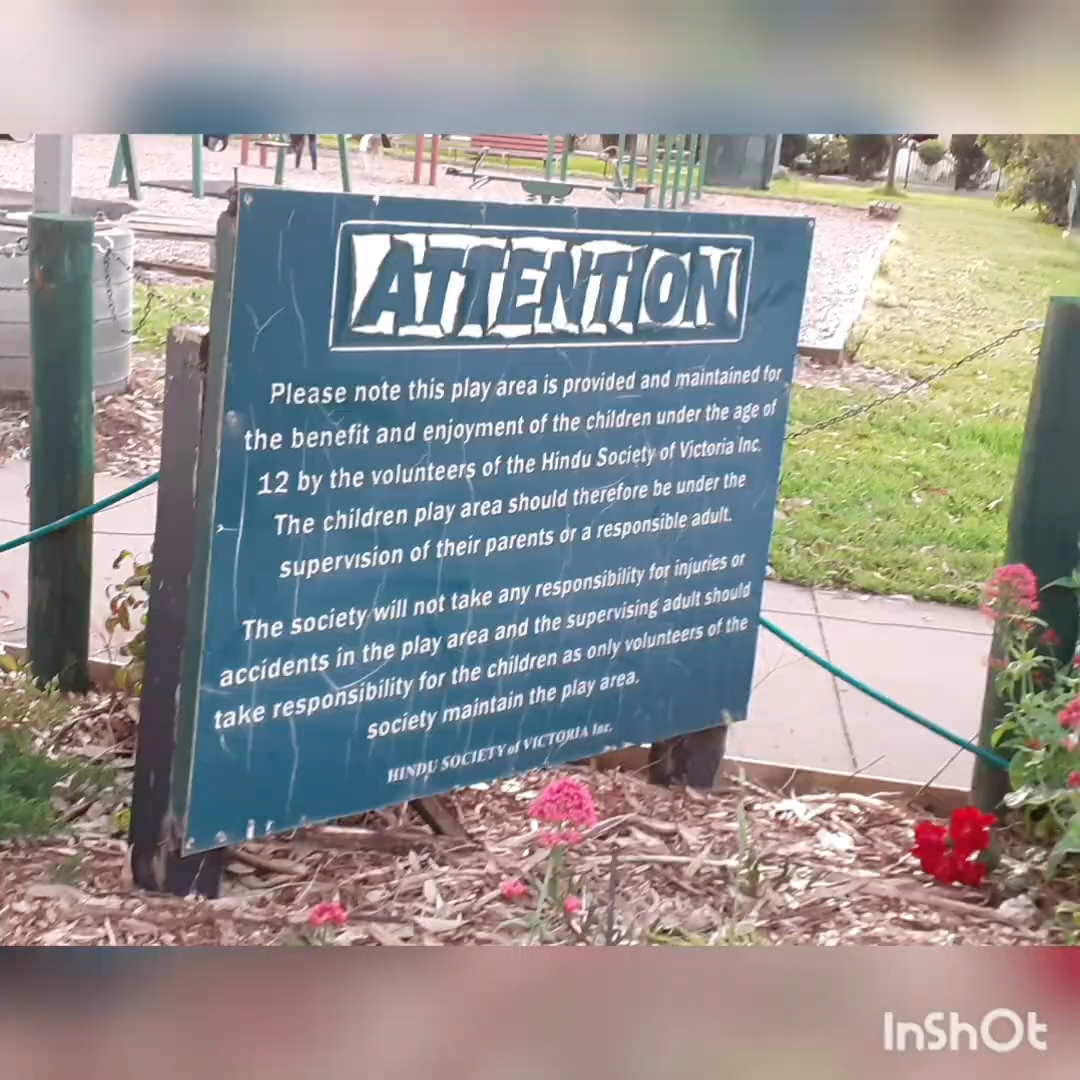 ATTENTION
Please note this play area is provided and maintained for
the benefit and enjoyment of the children under the age of
12 by the volunteers of the Hindu Society of Victoria Inc.
The children play area should therefore be under the
supervision of their parents or a responsible adult.
The society will not take any responsibility for injuries or
accidents in the play area and the supervising adult should
take responsibility for the children as only volunteers of the
society maintain the play area.
HINDU SOCIETY of VICTORIA Inc.
InShOt